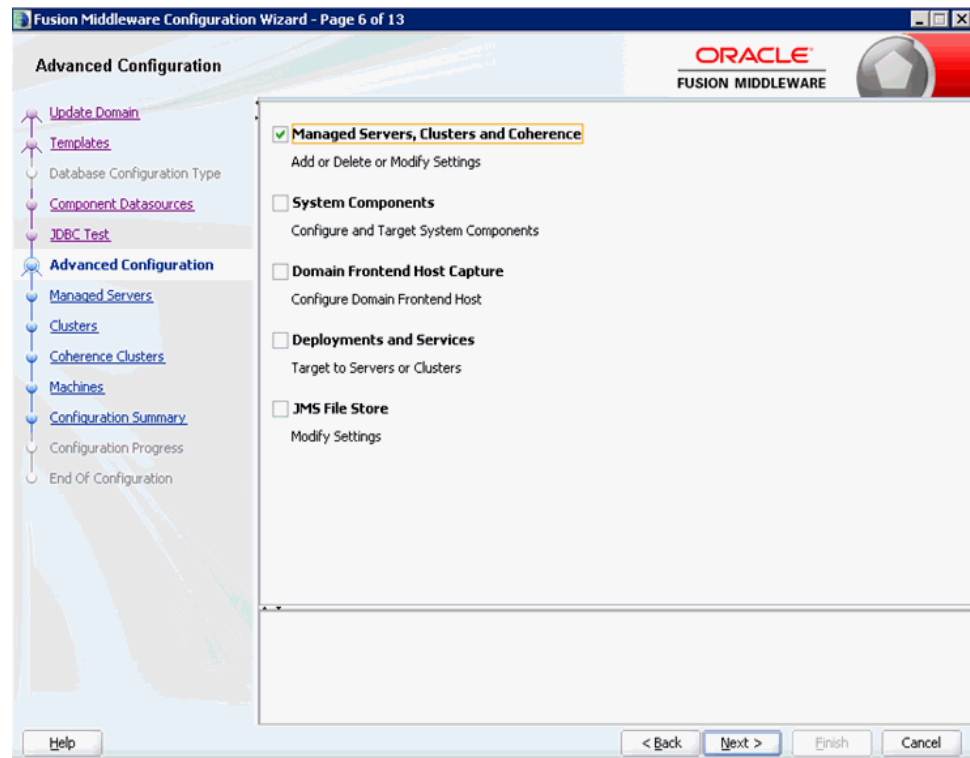 Fusion Middleware Configuration Wizard - Page 6 of 13
Advanced Configuration
ORACLE
FUSION MIDDLEWARE
Update Domain
Templates
Database Configuration Type
Component Datasources
JDBC Test
Advanced Configuration
Managed Servers
Clusters
Coherence Clusters
Machines
Configuration Summary
Configuration Progress
End Of Configuration
Managed Servers, Clusters and Coherence
Add or Delete or Modify Settings
System Components
Configure and Target System Components
Domain Frontend Host Capture
Configure Domain Frontend Host
Deployments and Services
Target to Servers or Clusters
JMS File Store
Modify Settings
Help
< Back
Next >
Finish
Cancel